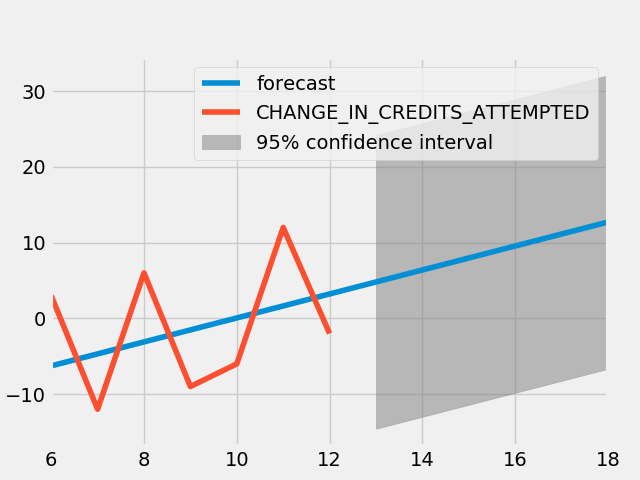 forecast
CHANGE_IN_CREDITS_ATTEMPTED
95% confidence interval
30
20
10
0
−10
6 8 10 12 14 16 18